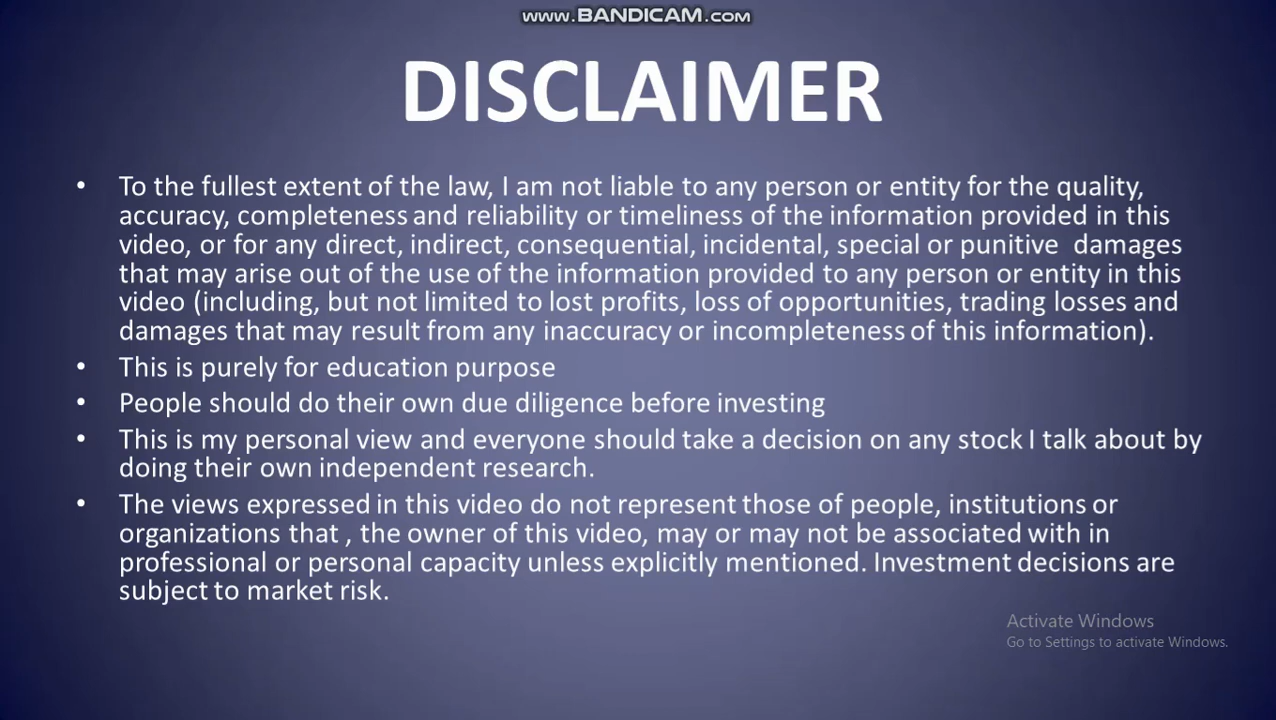 www.BANDICAM.com
DISCLAIMER
• To the fullest extent of the law, I am not liable to any person or entity for the quality,
accuracy, completeness and reliability or timeliness of the information provided in this
video, or for any direct, indirect, consequential, incidental, special or punitive damages
that may arise out of the use of the information provided to any person or entity in this
video (including, but not limited to lost profits, loss of opportunities, trading losses and
damages that may result from any inaccuracy or incompleteness of this information).
• This is purely for education purpose
• People should do their own due diligence before investing
• This is my personal view and everyone should take a decision on any stock I talk about by
doing their own independent research.
• The views expressed in this video do not represent those of people, institutions or
organizations that , the owner of this video, may or may not be associated with in
professional or personal capacity unless explicitly mentioned. Investment decisions are
subject to market risk.
Activate Windows
Go to Settings to activate Windows.